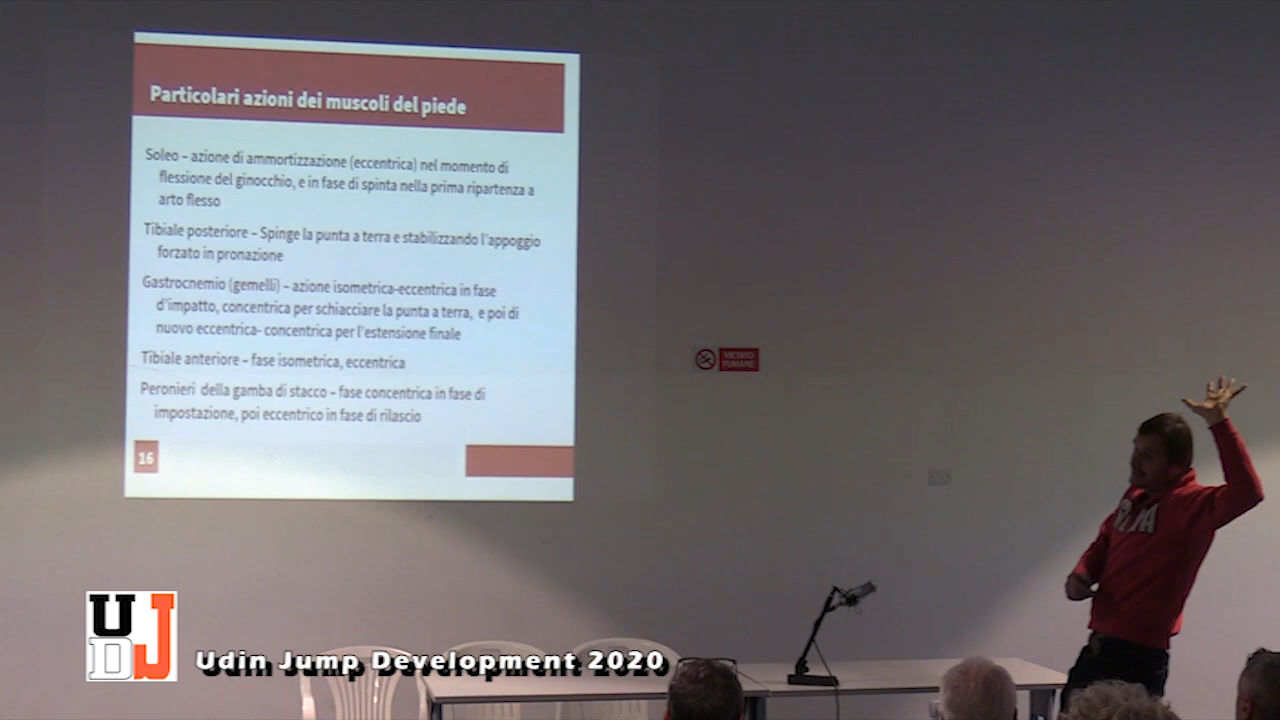 Particolari azioni dei muscoli del piede
Soleo – azione di ammortizzazione (eccentrica) nel momento di
flessione del ginocchio, e in fase di spinta nella prima ripartenza a
arto flesso
Tibiale posteriore – Spinge la punta a terra e stabilizzando l'appoggio
forzato in pronazione
Gastrocnemio (gemelli) – azione isometrica-eccentrica in fase
d'impatto, concentrica per schiacciare la punta a terra, e poi di
nuovo eccentrica- concentrica per l'estensione finale
Tibiale anteriore – fase isometrica, eccentrica
Peronieri della gamba di stacco – fase concentrica in fase di
impostazione, poi eccentrico in fase di rilascio
16
VIETATO
FUMARE
UDJ
Udin Jump Development 2020